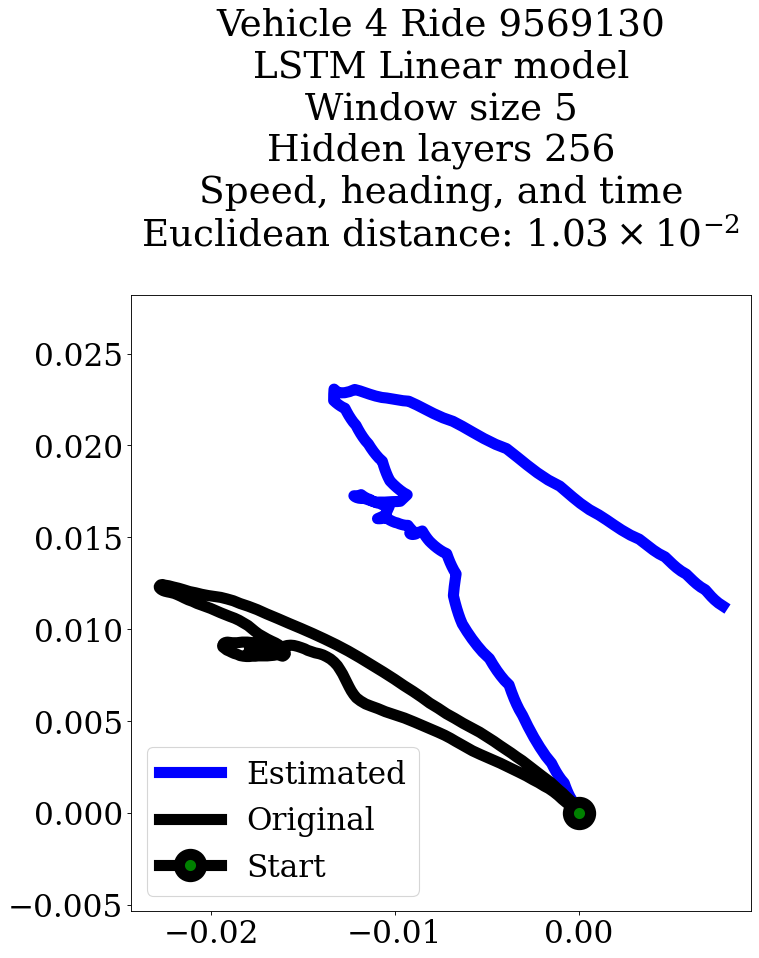 Vehicle 4 Ride 9569130
LSTM Linear model
Window size 5
Hidden layers 256
Speed, heading, and time
Euclidean distance: 1.03 × 10⁻²
0.025
0.020
0.015
0.010
0.005
0.000
−0.005
Estimated
Original
Start
−0.02 −0.01 0.00